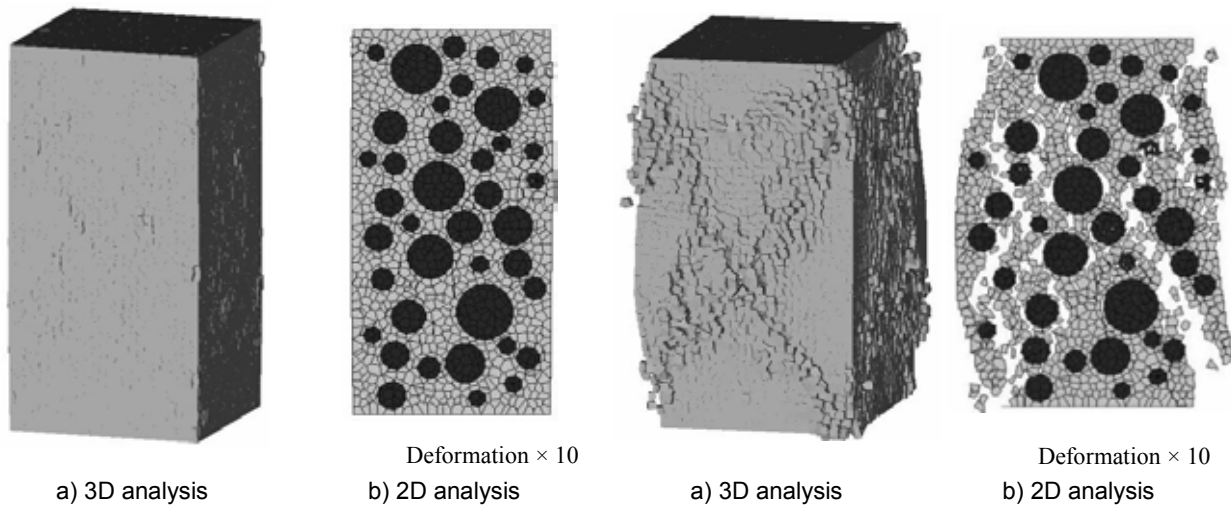 Deformation × 10
Deformation × 10
a) 3D analysis
b) 2D analysis
a) 3D analysis
b) 2D analysis